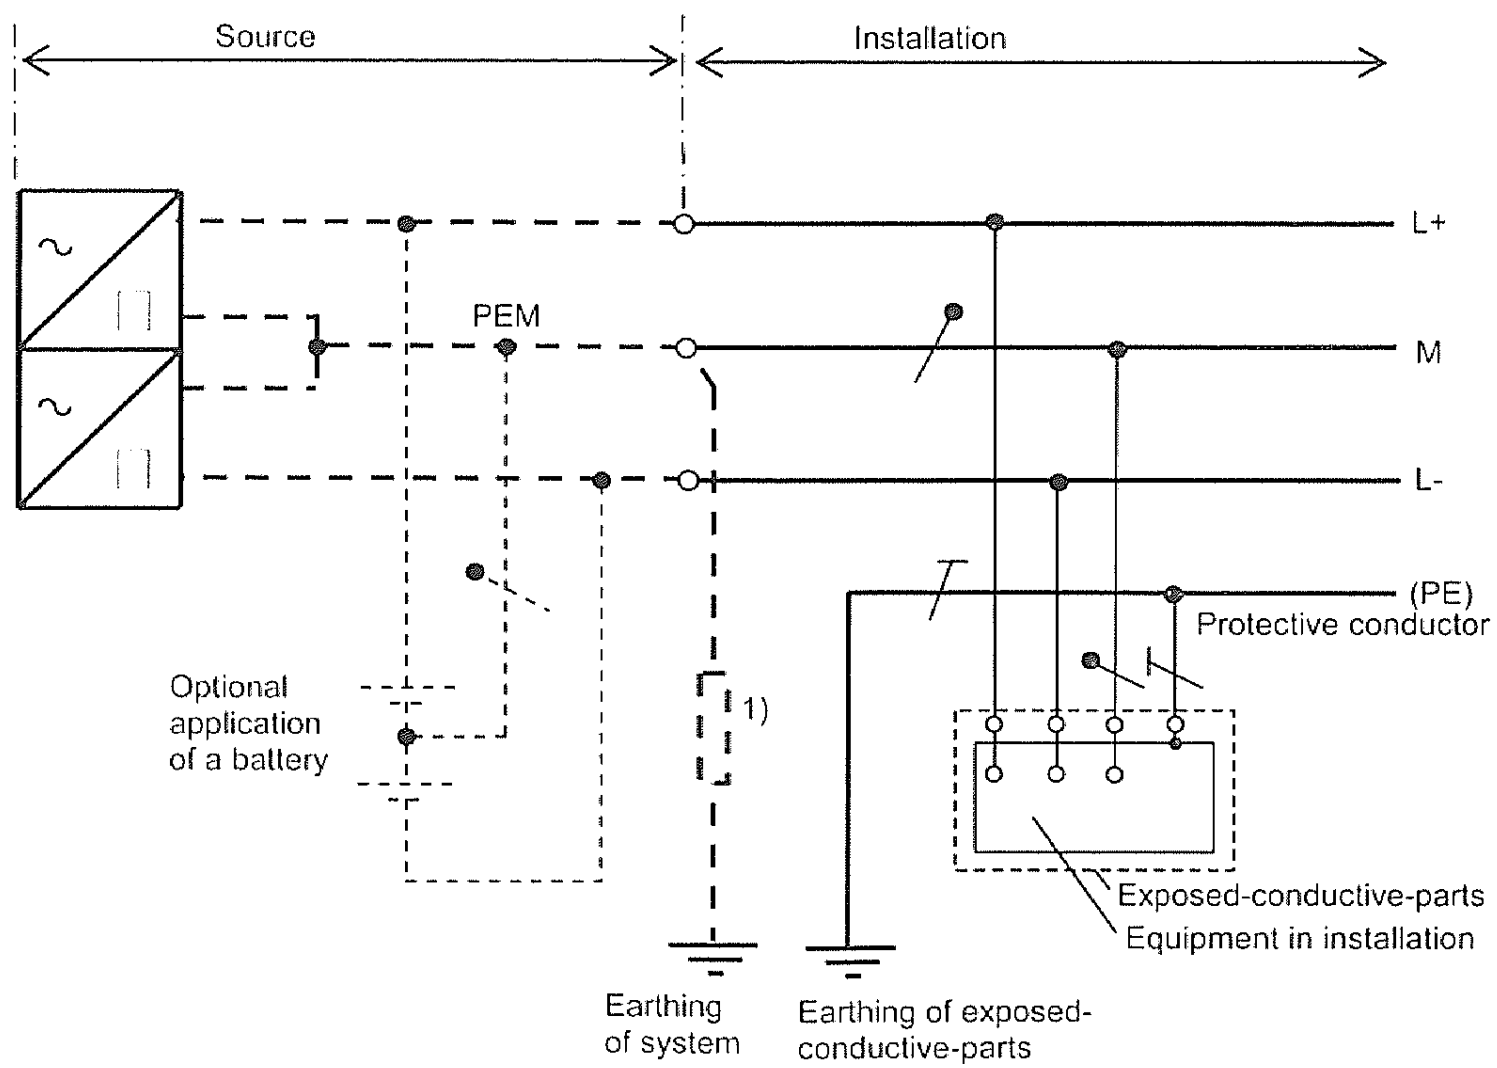 Source
Installation
L+
PEM
M
L-
(PE)
Protective conductor
Optional
application
of a battery
1)
Exposed-conductive-parts
Equipment in installation
Earthing
of system
Earthing of exposed-
conductive-parts